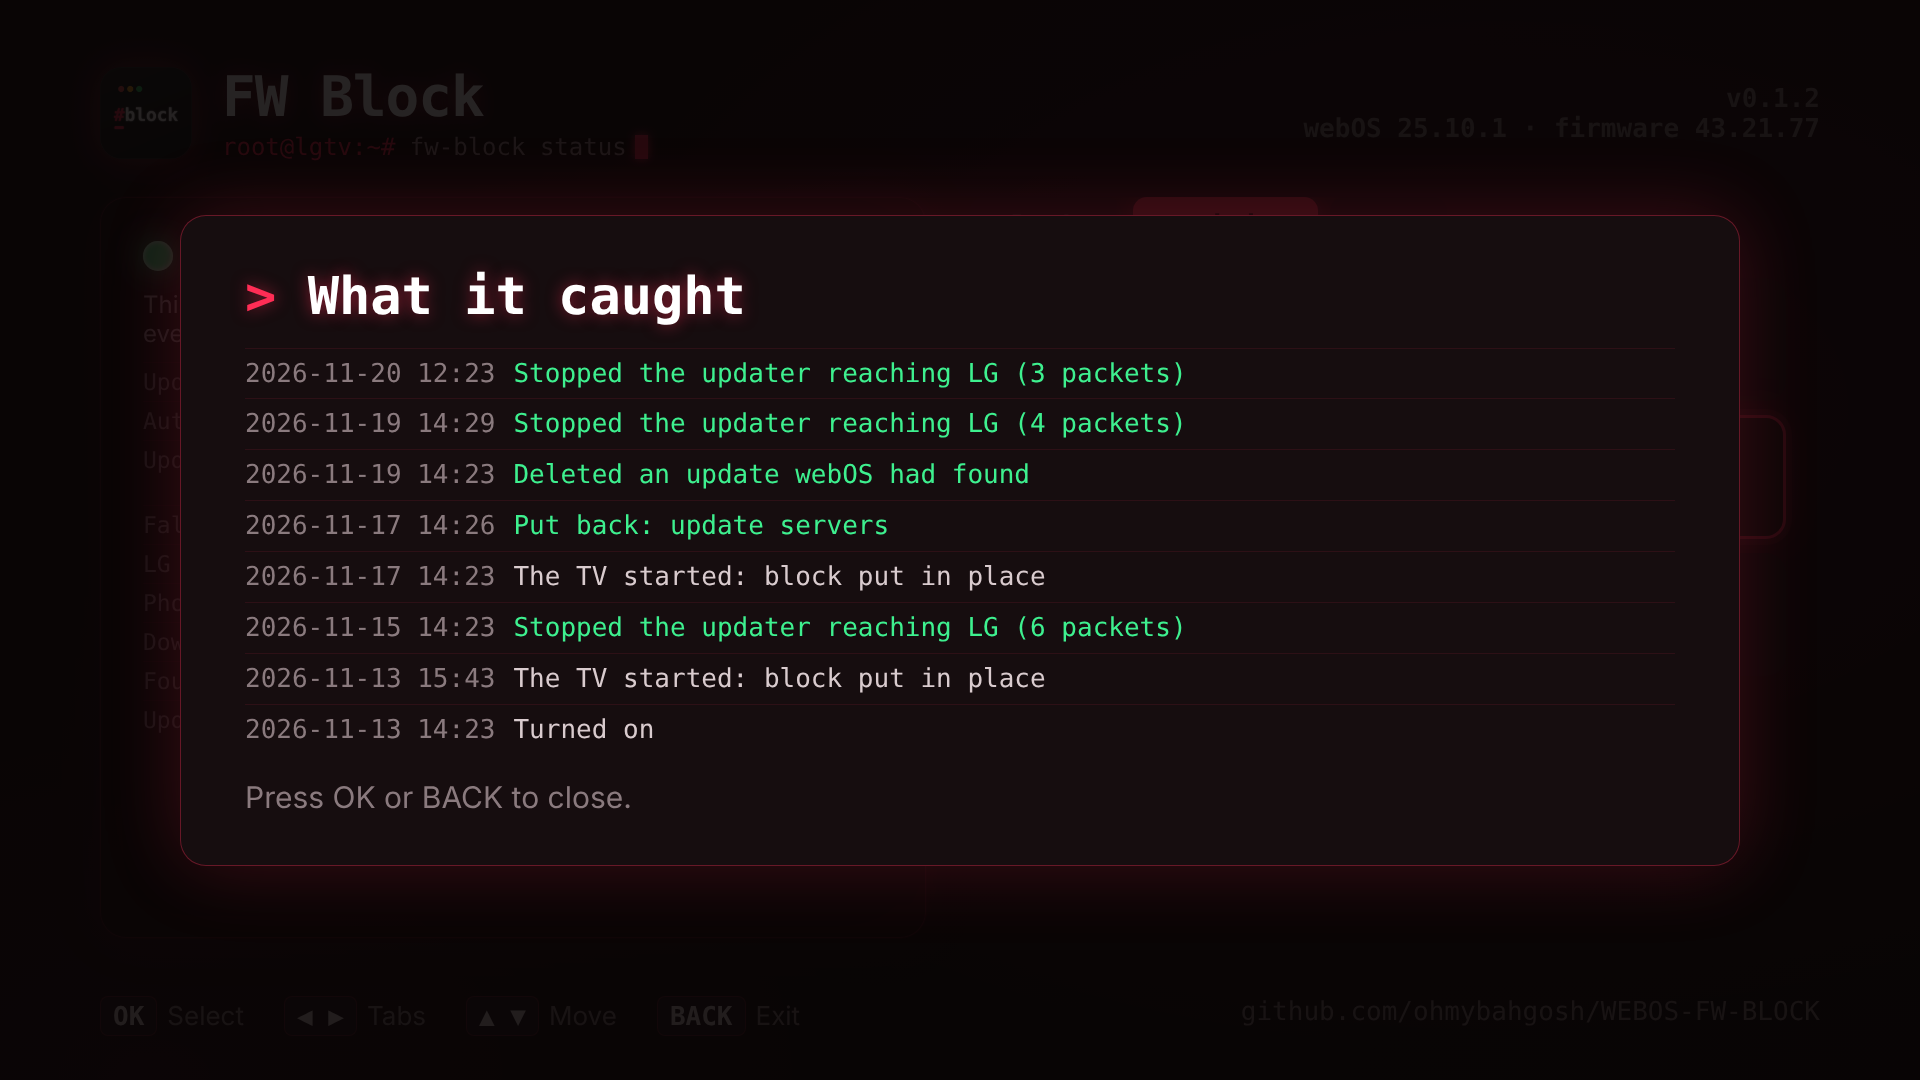 #block
FW Block
root@lgtv:~# fw-block status
v0.1.2
webOS 25.10.1 · firmware 43.21.77
> What it caught
2026-11-20 12:23 Stopped the updater reaching LG (3 packets)
2026-11-19 14:29 Stopped the updater reaching LG (4 packets)
2026-11-19 14:23 Deleted an update webOS had found
2026-11-17 14:26 Put back: update servers
2026-11-17 14:23 The TV started: block put in place
2026-11-15 14:23 Stopped the updater reaching LG (6 packets)
2026-11-13 15:43 The TV started: block put in place
2026-11-13 14:23 Turned on
Press OK or BACK to close.
LG
OK Select ◀ ▶ Tabs ▲ ▼ Move BACK Exit
github.com/ohmybahgosh/WEBOS-FW-BLOCK